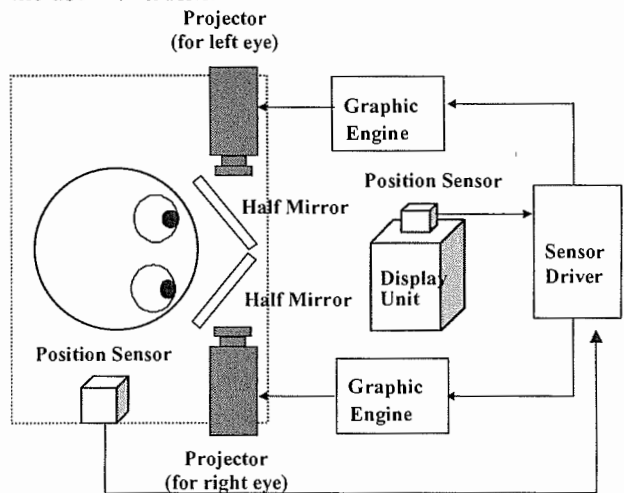 Projector
(for left eye)
Graphic
Engine
Position Sensor
Half Mirror
Display
Unit
Sensor
Driver
Half Mirror
Position Sensor
Graphic
Engine
Projector
(for right eye)